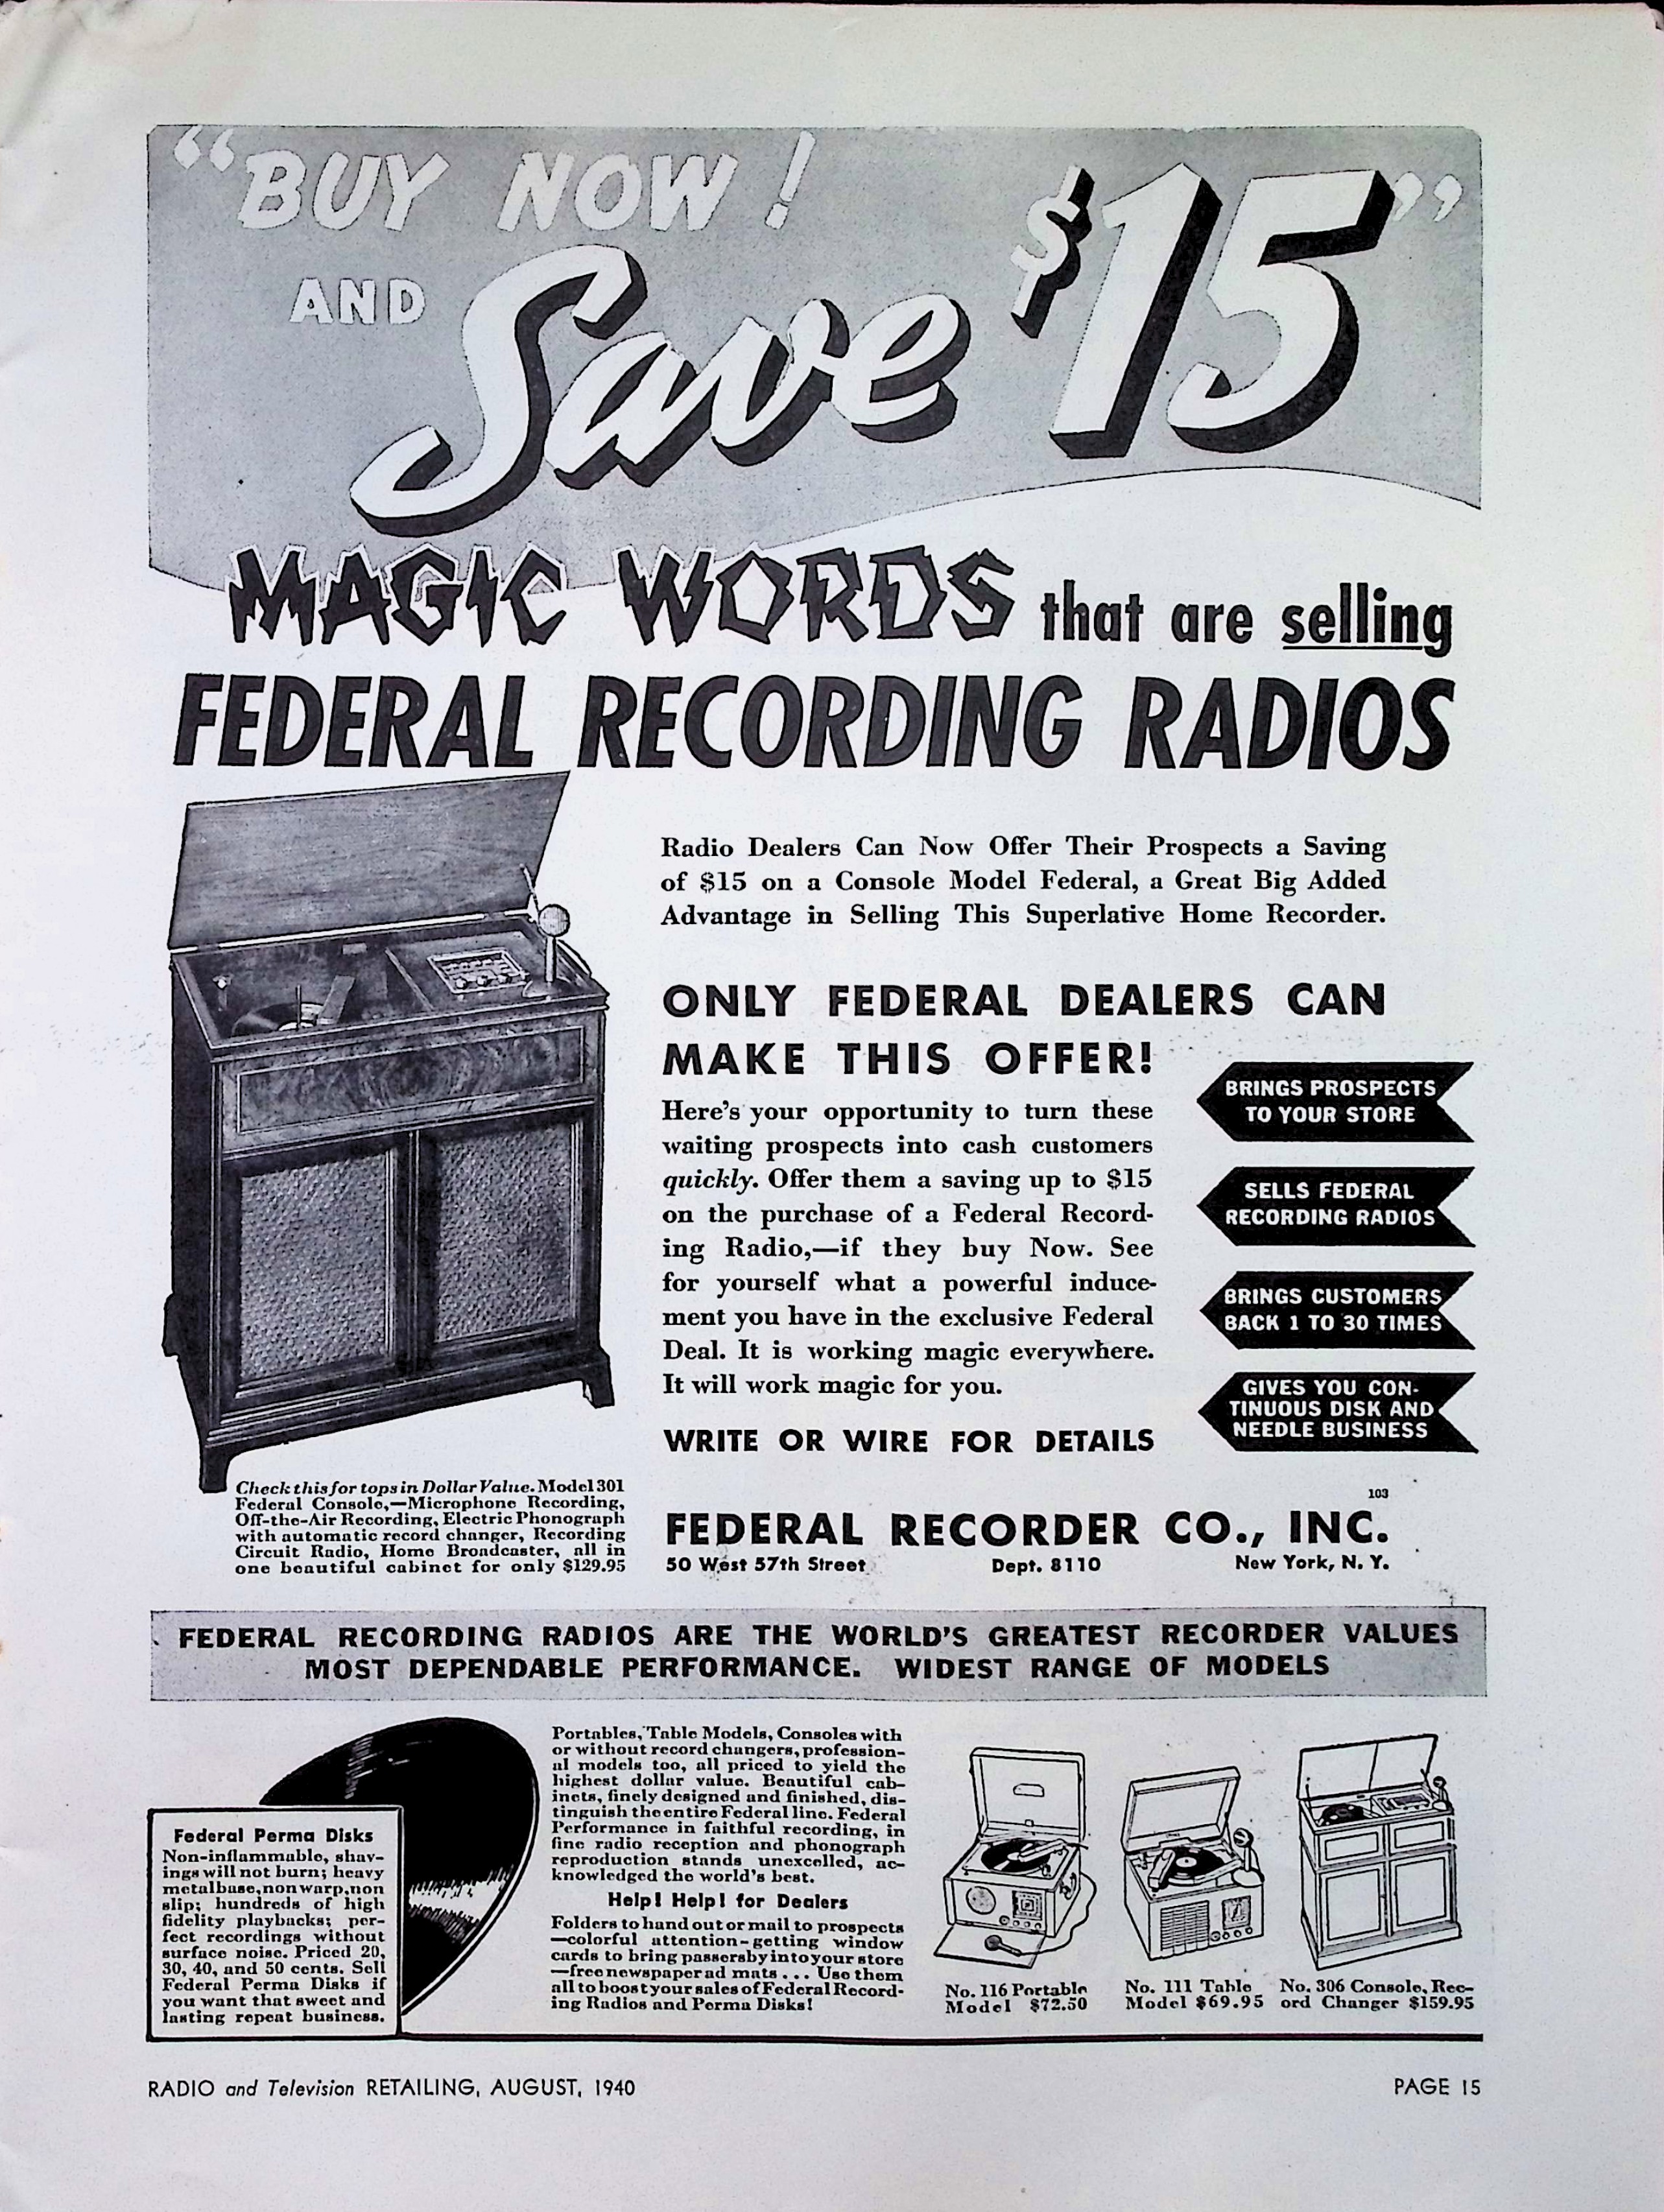 "BUY NOW!
AND Save $15"
MAGIC WORDS that are selling
FEDERAL RECORDING RADIOS
Radio Dealers Can Now Offer Their Prospects a Saving
of $15 on a Console Model Federal, a Great Big Added
Advantage in Selling This Superlative Home Recorder.
ONLY FEDERAL DEALERS CAN
MAKE THIS OFFER!
Here's your opportunity to turn these
waiting prospects into cash customers
quickly. Offer them a saving up to $15
on the purchase of a Federal Record-
ing Radio,—if they buy Now. See
for yourself what a powerful induce-
ment you have in the exclusive Federal
Deal. It is working magic everywhere.
It will work magic for you.
WRITE OR WIRE FOR DETAILS
BRINGS PROSPECTS
TO YOUR STORE
SELLS FEDERAL
RECORDING RADIOS
BRINGS CUSTOMERS
BACK 1 TO 30 TIMES
GIVES YOU CON-
TINUOUS DISK AND
NEEDLE BUSINESS
Check this for tops in Dollar Value. Model 301
Federal Console,—Microphone Recording,
Off-the-Air Recording, Electric Phonograph
with automatic record changer, Recording
Circuit Radio, Home Broadcaster, all in
one beautiful cabinet for only $129.95
103
FEDERAL RECORDER CO., INC.
50 West 57th Street Dept. 8110 New York, N. Y.
FEDERAL RECORDING RADIOS ARE THE WORLD'S GREATEST RECORDER VALUES
MOST DEPENDABLE PERFORMANCE. WIDEST RANGE OF MODELS
Federal Perma Disks
Non-inflammable, shav-
ings will not burn; heavy
metal base, non warp, non
slip; hundreds of high
fidelity playbacks; per-
fect recordings without
surface noise. Priced 20,
30, 40, and 50 cents. Sell
Federal Perma Disks if
you want that sweet and
lasting repeat business.
Portables, Table Models, Consoles with
or without record changers, profession-
al models too, all priced to yield the
highest dollar value. Beautiful cab-
inets, finely designed and finished, dis-
tinguish the entire Federal line. Federal
Performance in faithful recording, in
fine radio reception and phonograph
reproduction stands unexcelled, ac-
knowledged the world's best.
Help! Help! for Dealers
Folders to hand out or mail to prospects
—colorful attention-getting window
cards to bring passersby into your store
—free newspaper ad mats . . . Use them
all to boost your sales of Federal Record-
ing Radios and Perma Disks!
No. 116 Portable
Model $72.50
No. 111 Table
Model $69.95
No. 306 Console, Rec-
ord Changer $159.95
RADIO and Television RETAILING, AUGUST, 1940
PAGE 15